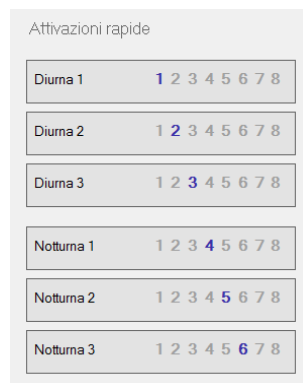 Attivazioni rapide
Diurna 1 1 2 3 4 5 6 7 8
Diurna 2 1 2 3 4 5 6 7 8
Diurna 3 1 2 3 4 5 6 7 8
Notturna 1 1 2 3 4 5 6 7 8
Notturna 2 1 2 3 4 5 6 7 8
Notturna 3 1 2 3 4 5 6 7 8